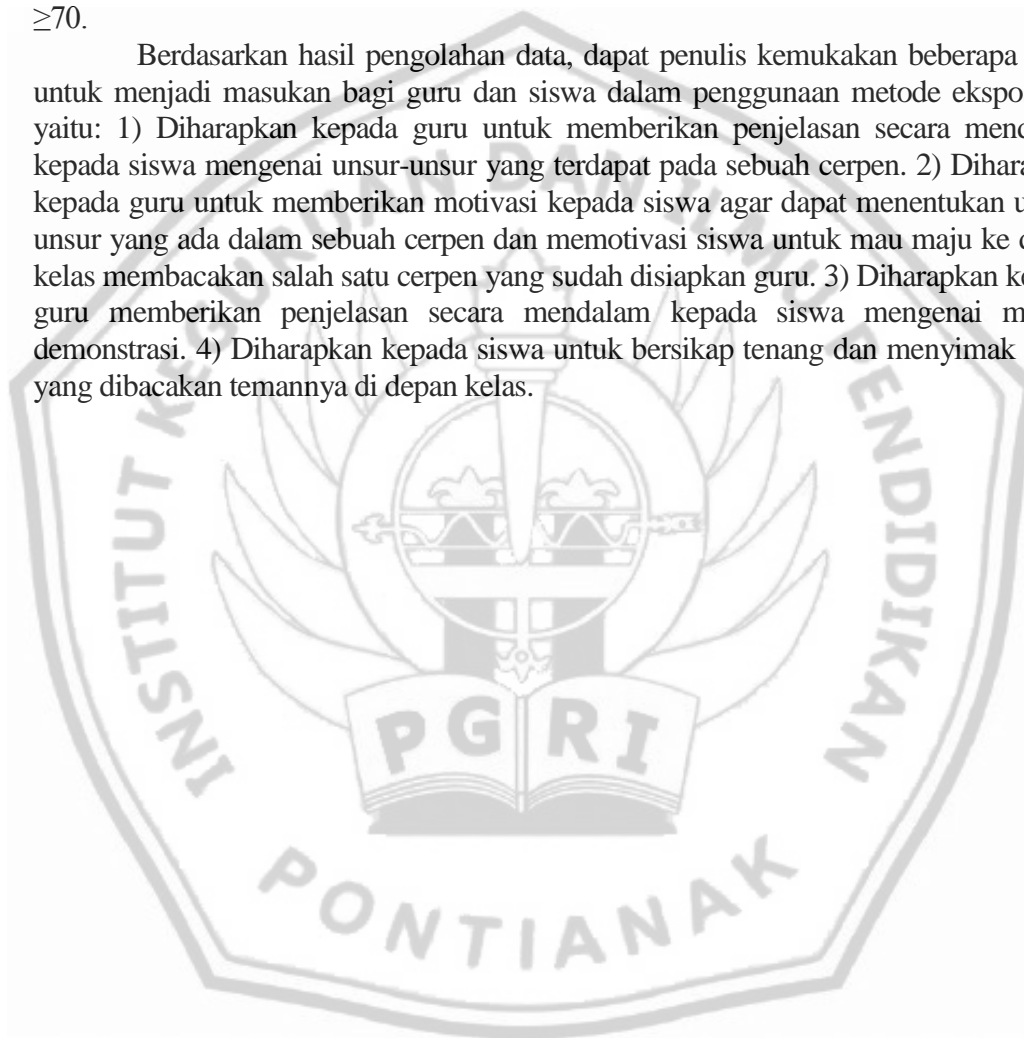 ≥70.
Berdasarkan hasil pengolahan data, dapat penulis kemukakan beberapa
untuk menjadi masukan bagi guru dan siswa dalam penggunaan metode ekspo
yaitu: 1) Diharapkan kepada guru untuk memberikan penjelasan secara mend
kepada siswa mengenai unsur-unsur yang terdapat pada sebuah cerpen. 2) Dihara
kepada guru untuk memberikan motivasi kepada siswa agar dapat menentukan u
unsur yang ada dalam sebuah cerpen dan memotivasi siswa untuk mau maju ke d
kelas membacakan salah satu cerpen yang sudah disiapkan guru. 3) Diharapkan ke
guru memberikan penjelasan secara mendalam kepada siswa mengenai m
demonstrasi. 4) Diharapkan kepada siswa untuk bersikap tenang dan menyimak
yang dibacakan temannya di depan kelas.
INSTITUT KEGURUAN DAN ILMU PENDIDIKAN
PGRI
PONTIANAK